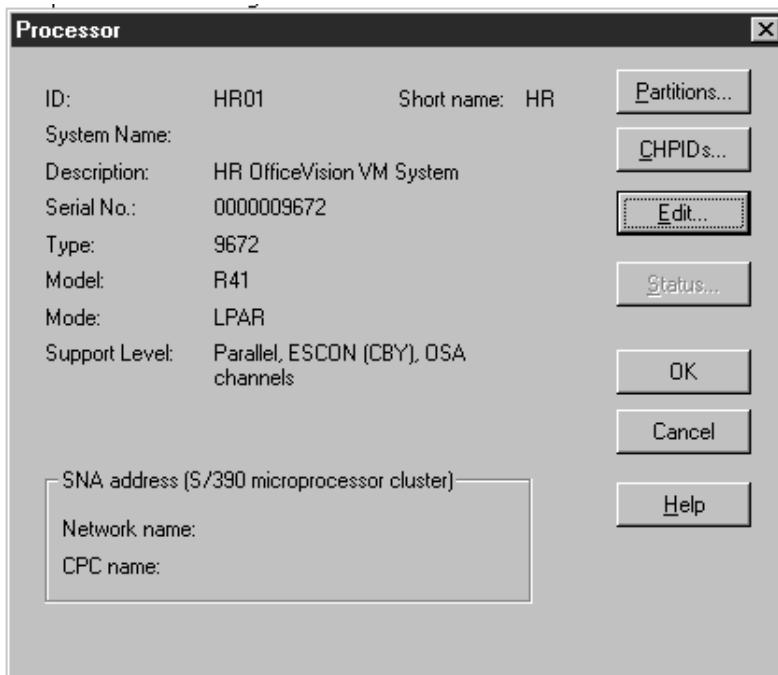 Processor
ID: HR01 Short name: HR
System Name:
Description: HR OfficeVision VM System
Serial No.: 0000009672
Type: 9672
Model: R41
Mode: LPAR
Support Level: Parallel, ESCON (CBY), OSA
channels
SNA address (S/390 microprocessor cluster)
Network name:
CPC name:
Partitions...
CHPIDs...
Edit...
Status...
OK
Cancel
Help